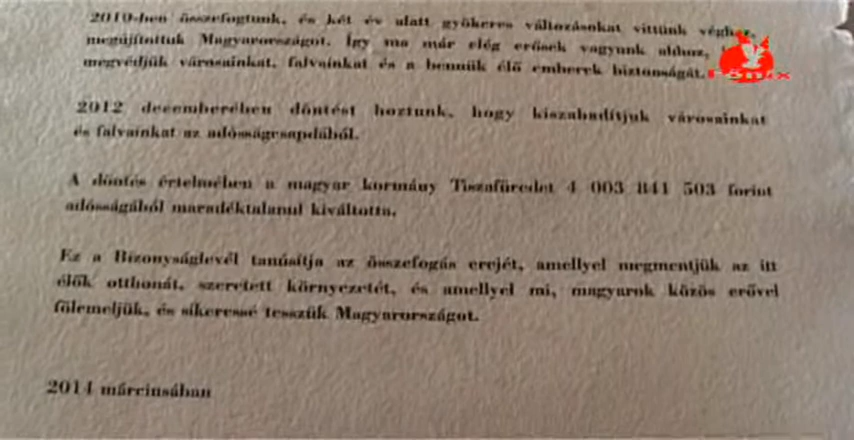 2010-ben összefogtunk, és két év alatt gyökeres változásokat vittünk véghez,
megújítottuk Magyarországot. Így ma már elég erősek vagyunk ahhoz,
megvédjük városainkat, falvainkat és a bennük élő emberek biztonságát.
Főnix
2012 decemberében döntést hoztunk, hogy kiszabadítjuk városainkat
és falvainkat az adósságcsapdából.
A döntés értelmében a magyar kormány Tiszafüredet 4 003 841 503 forint
adósságából maradéktalanul kiváltotta.
Ez a Bizonyságlevél tanúsítja az összefogás erejét, amellyel megmentjük az itt
élők otthonát, szeretett környezetét, és amellyel mi, magyarok közös erővel
fölemeljük, és sikeressé tesszük Magyarországot.
2014 márciusában